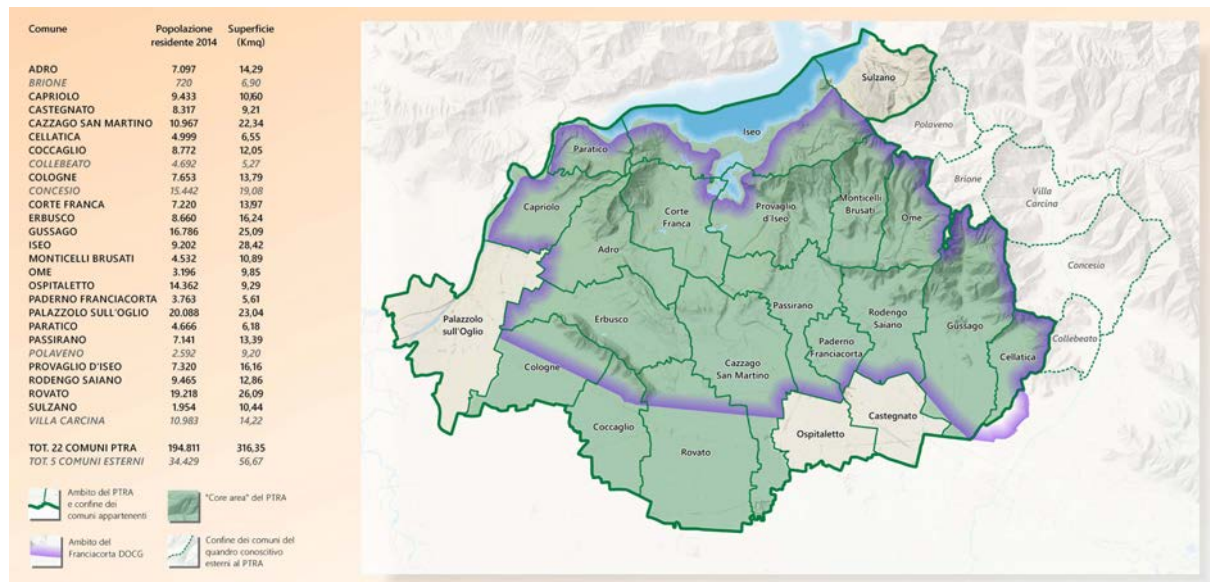 Comune Popolazione Superficie
residente 2014 (Kmq)
ADRO 7.097 14,29
BRIONE 720 6,90
CAPRIOLO 9.433 10,60
CASTEGNATO 8.317 9,21
CAZZAGO SAN MARTINO 10.967 22,34
CELLATICA 4.999 6,55
COCCAGLIO 8.772 12,05
COLLEBEATO 4.692 5,27
COLOGNE 7.653 13,79
CONCESIO 15.442 19,08
CORTE FRANCA 7.220 13,97
ERBUSCO 8.660 16,24
GUSSAGO 16.786 25,09
ISEO 9.202 28,42
MONTICELLI BRUSATI 4.532 10,89
OME 3.196 9,85
OSPITALETTO 14.362 9,29
PADERNO FRANCIACORTA 3.763 5,61
PALAZZOLO SULL'OGLIO 20.088 23,04
PARATICO 4.666 6,18
PASSIRANO 7.141 13,39
POLAVENO 2.592 9,20
PROVAGLIO D'ISEO 7.320 16,16
RODENGO SAIANO 9.465 12,86
ROVATO 19.218 26,09
SULZANO 1.954 10,44
VILLA CARCINA 10.983 14,22
TOT. 22 COMUNI PTRA 194.811 316,35
TOT. 5 COMUNI ESTERNI 34.429 56,67
Ambito del PTRA
e confine dei
comuni appartenenti
"Core area" del PTRA
Ambito del
Franciacorta DOCG
Confine dei comuni del
quandro conoscitivo
esterni al PTRA
Sulzano
Polaveno
Iseo
Paratico
Brione
Villa
Carcina
Capriolo
Corte
Franca
Provaglio
d'Iseo
Monticelli
Brusati
Ome
Adro
Concesio
Palazzolo
sull'Oglio
Erbusco
Passirano
Rodengo
Saiano
Gussago
Collebeato
Paderno
Franciacorta
Cellatica
Cologne
Cazzago
San Martino
Castegnato
Coccaglio
Ospitaletto
Rovato